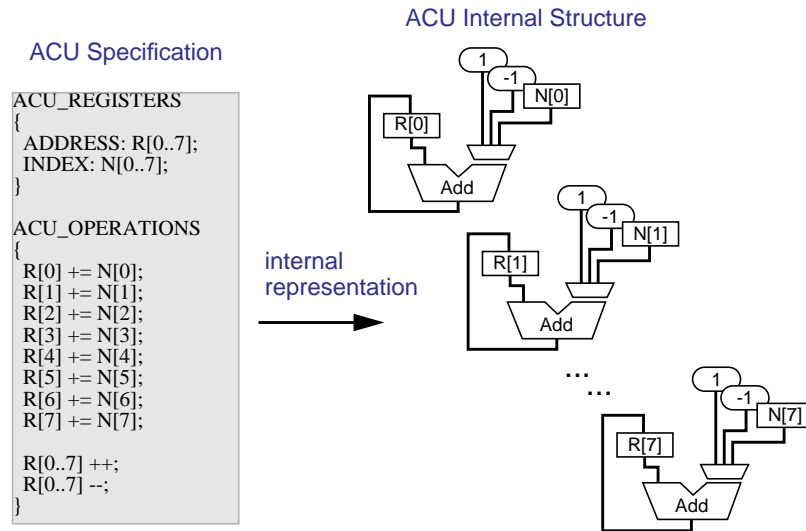 ACU Internal Structure
ACU Specification
ACU_REGISTERS
{
ADDRESS: R[0..7];
INDEX: N[0..7];
}
ACU_OPERATIONS
{
R[0] += N[0];
R[1] += N[1];
R[2] += N[2];
R[3] += N[3];
R[4] += N[4];
R[5] += N[5];
R[6] += N[6];
R[7] += N[7];
R[0..7] ++;
R[0..7] --;
}
internal
representation
1
-1
N[0]
R[0]
Add
1
-1
N[1]
R[1]
Add
...
...
1
-1
N[7]
R[7]
Add